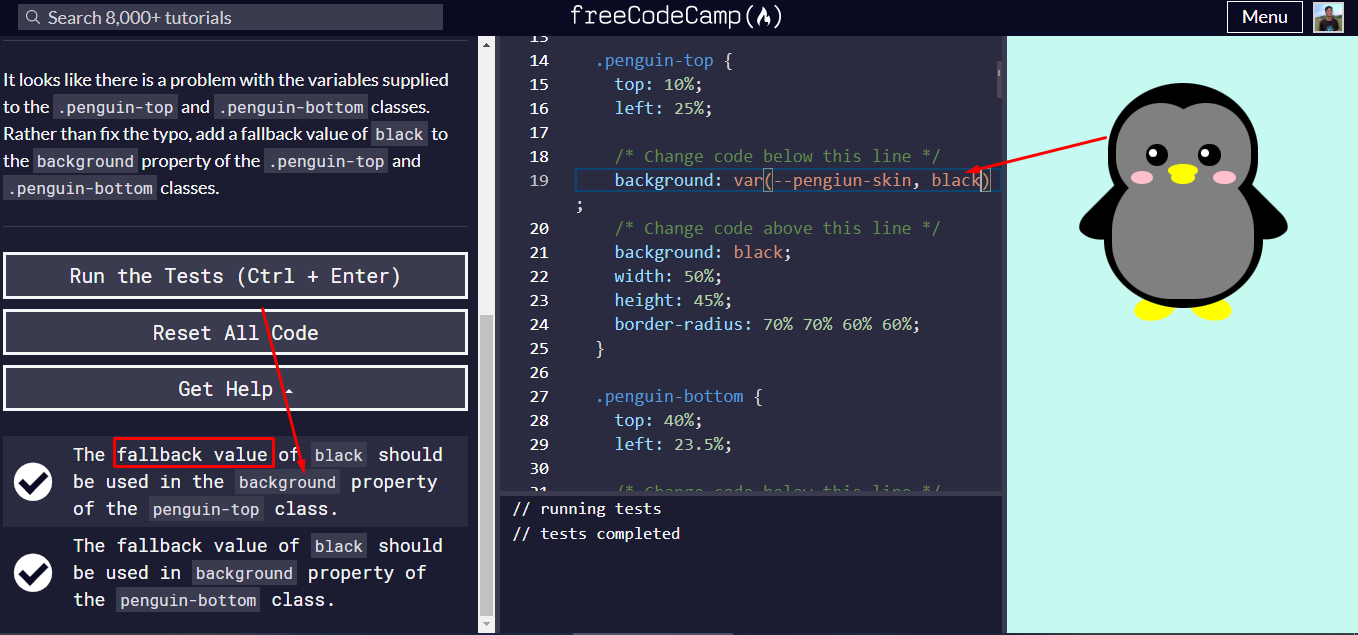 Search 8,000+ tutorials
freeCodeCamp
Menu
It looks like there is a problem with the variables supplied
to the .penguin-top and .penguin-bottom classes.
Rather than fix the typo, add a fallback value of black to
the background property of the .penguin-top and
.penguin-bottom classes.
Run the Tests (Ctrl + Enter)
Reset All Code
Get Help
The fallback value of black should
be used in the background property
of the penguin-top class.
The fallback value of black should
be used in background property of
the penguin-bottom class.
13
14 .penguin-top {
15 top: 10%;
16 left: 25%;
17
18 /* Change code below this line */
19 background: var(--pengiun-skin, black)
;
20 /* Change code above this line */
21 background: black;
22 width: 50%;
23 height: 45%;
24 border-radius: 70% 70% 60% 60%;
25 }
26
27 .penguin-bottom {
28 top: 40%;
29 left: 23.5%;
30
31 /* Change code below this line */
// running tests
// tests completed